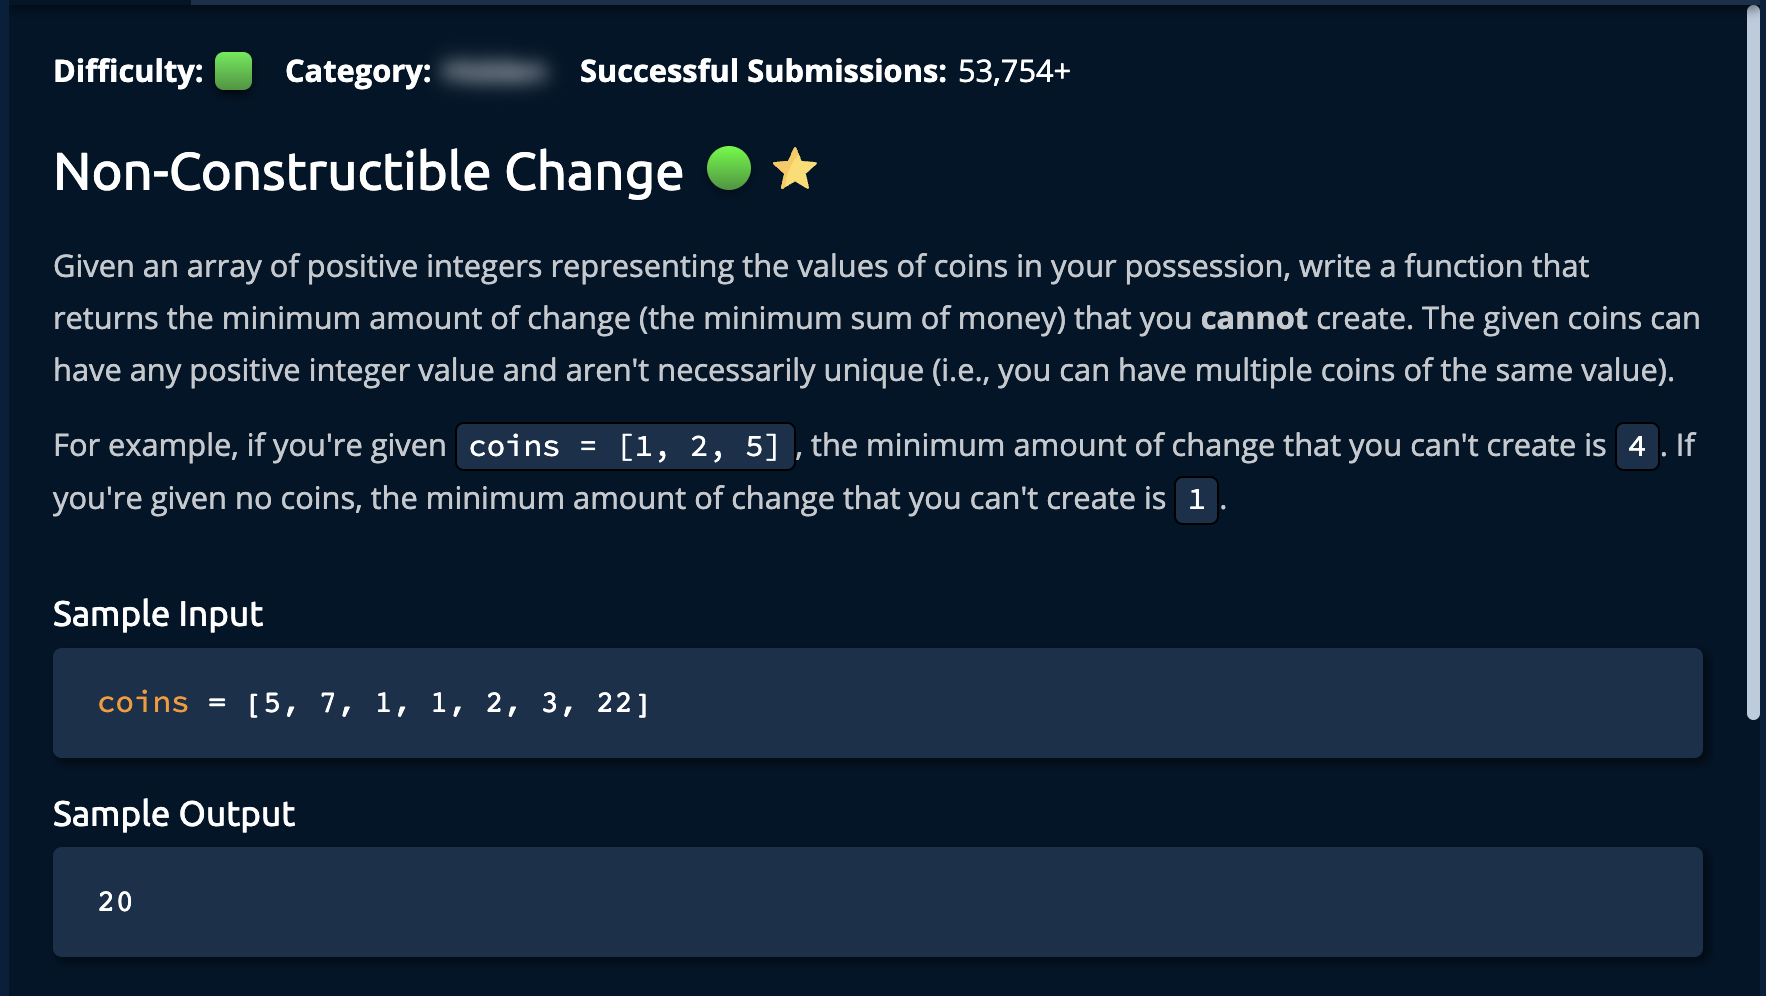 Difficulty: Category: Successful Submissions: 53,754+
Non-Constructible Change
Given an array of positive integers representing the values of coins in your possession, write a function that
returns the minimum amount of change (the minimum sum of money) that you cannot create. The given coins can
have any positive integer value and aren't necessarily unique (i.e., you can have multiple coins of the same value).
For example, if you're given coins = [1, 2, 5], the minimum amount of change that you can't create is 4. If
you're given no coins, the minimum amount of change that you can't create is 1.
Sample Input
coins = [5, 7, 1, 1, 2, 3, 22]
Sample Output
20